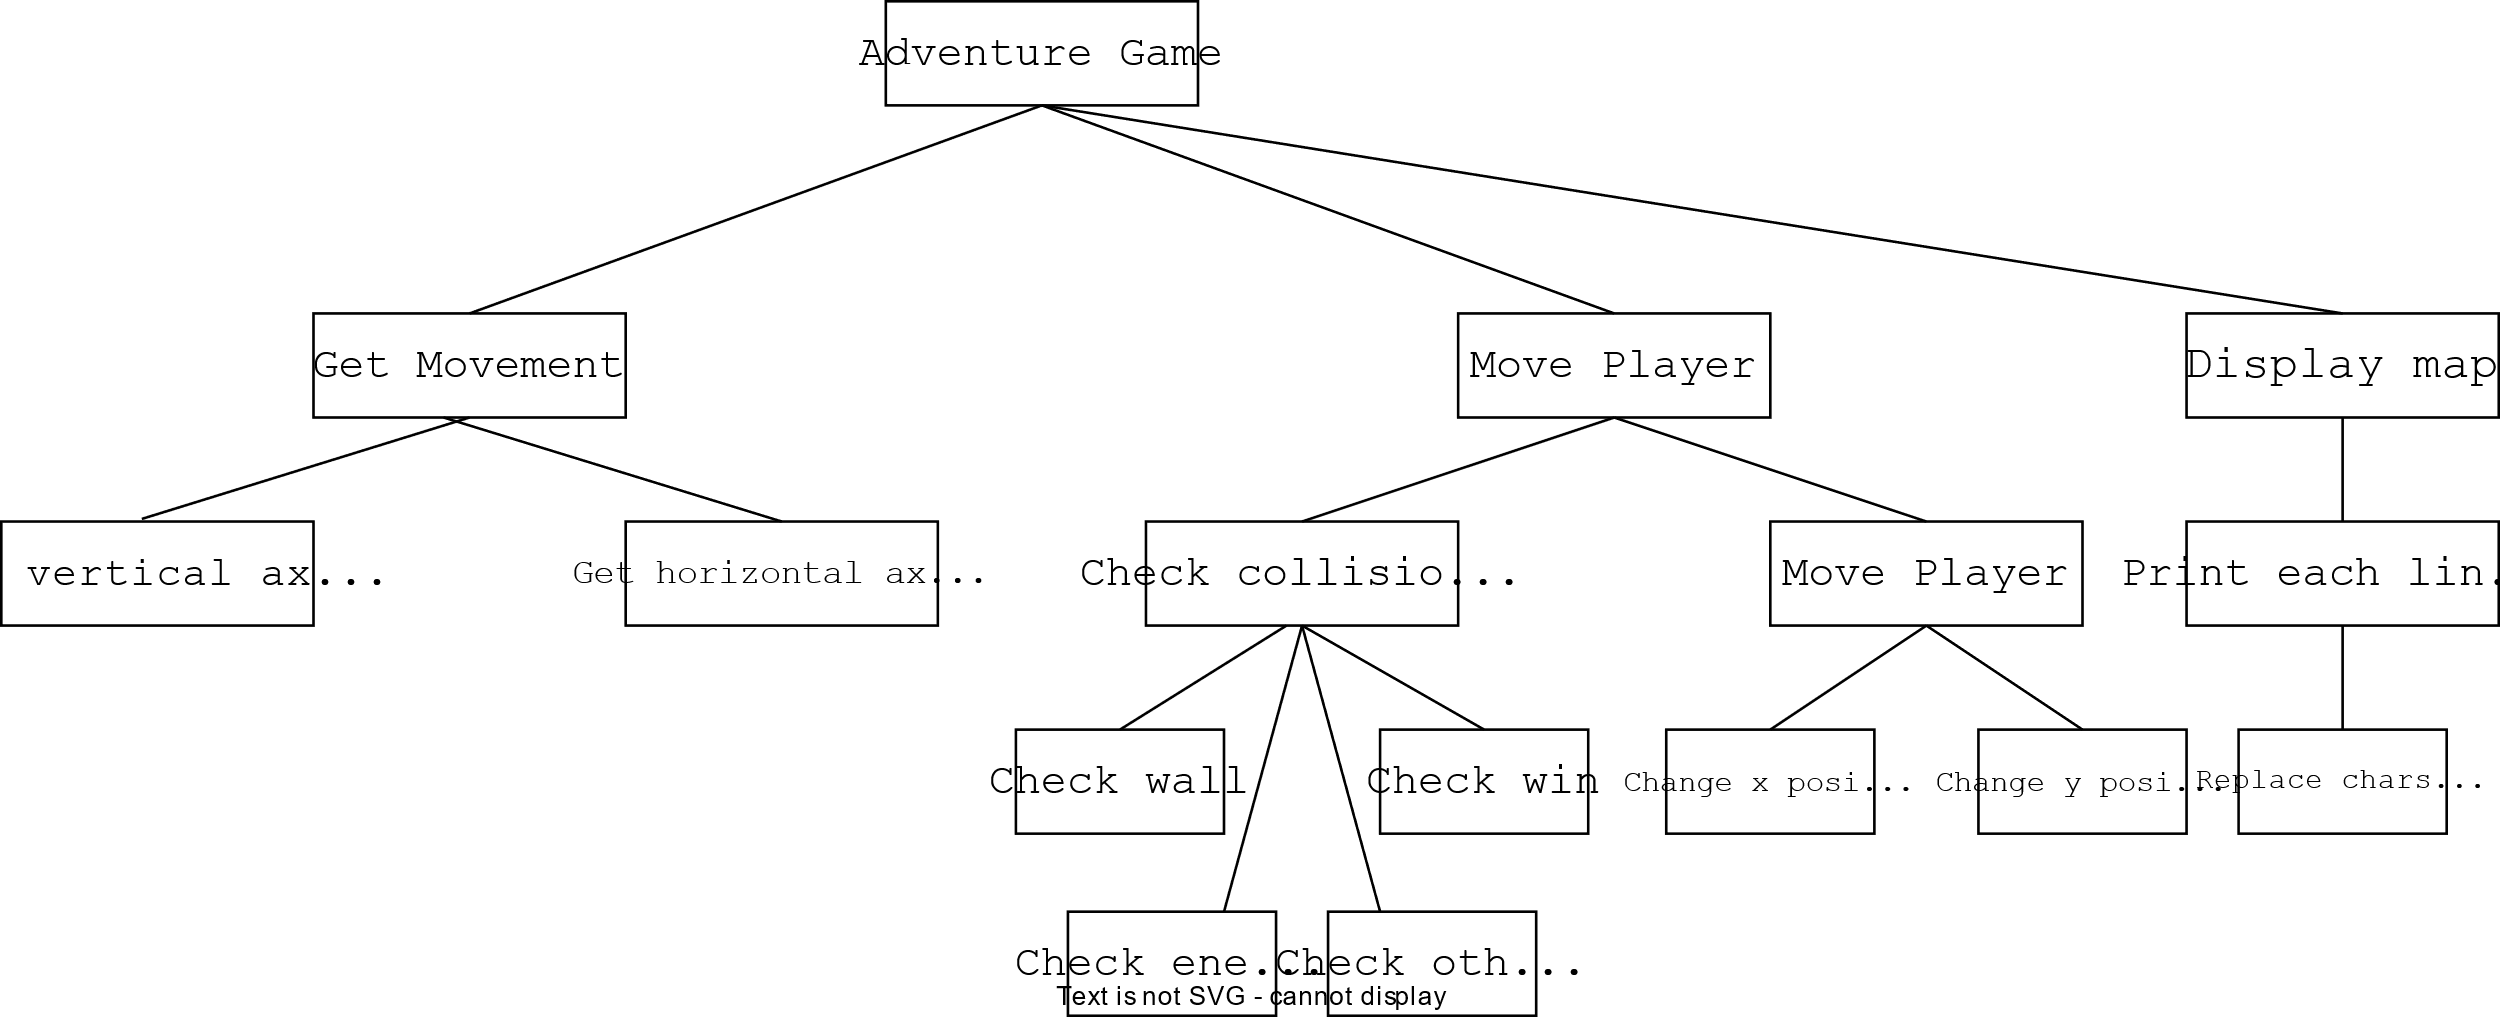 Adventure Game
Get Movement
Move Player
Display map
vertical ax...
Get horizontal ax...
Check collisio...
Move Player
Print each lin.
Check wall
Check win
Change x posi...
Change y posi...
Replace chars...
Check ene...
Check oth...
Text is not SVG - cannot display